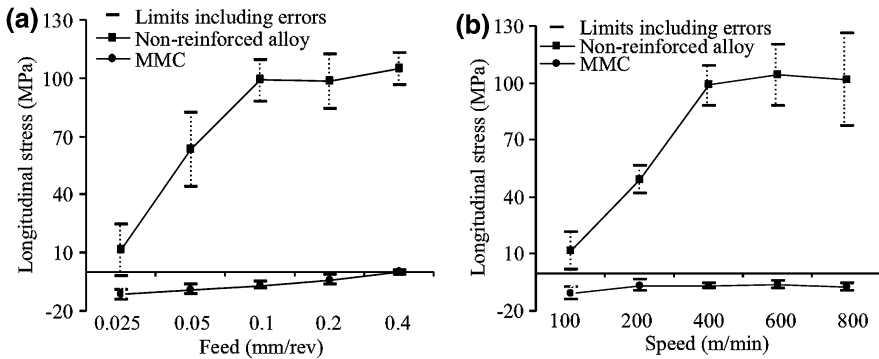 (a)
Longitudinal stress (MPa)
130
100
70
40
10
-20
Limits including errors
Non-reinforced alloy
MMC
0.025 0.05 0.1 0.2 0.4
Feed (mm/rev)
(b)
Longitudinal stress (MPa)
130
100
70
40
10
-20
Limits including errors
Non-reinforced alloy
MMC
100 200 400 600 800
Speed (m/min)